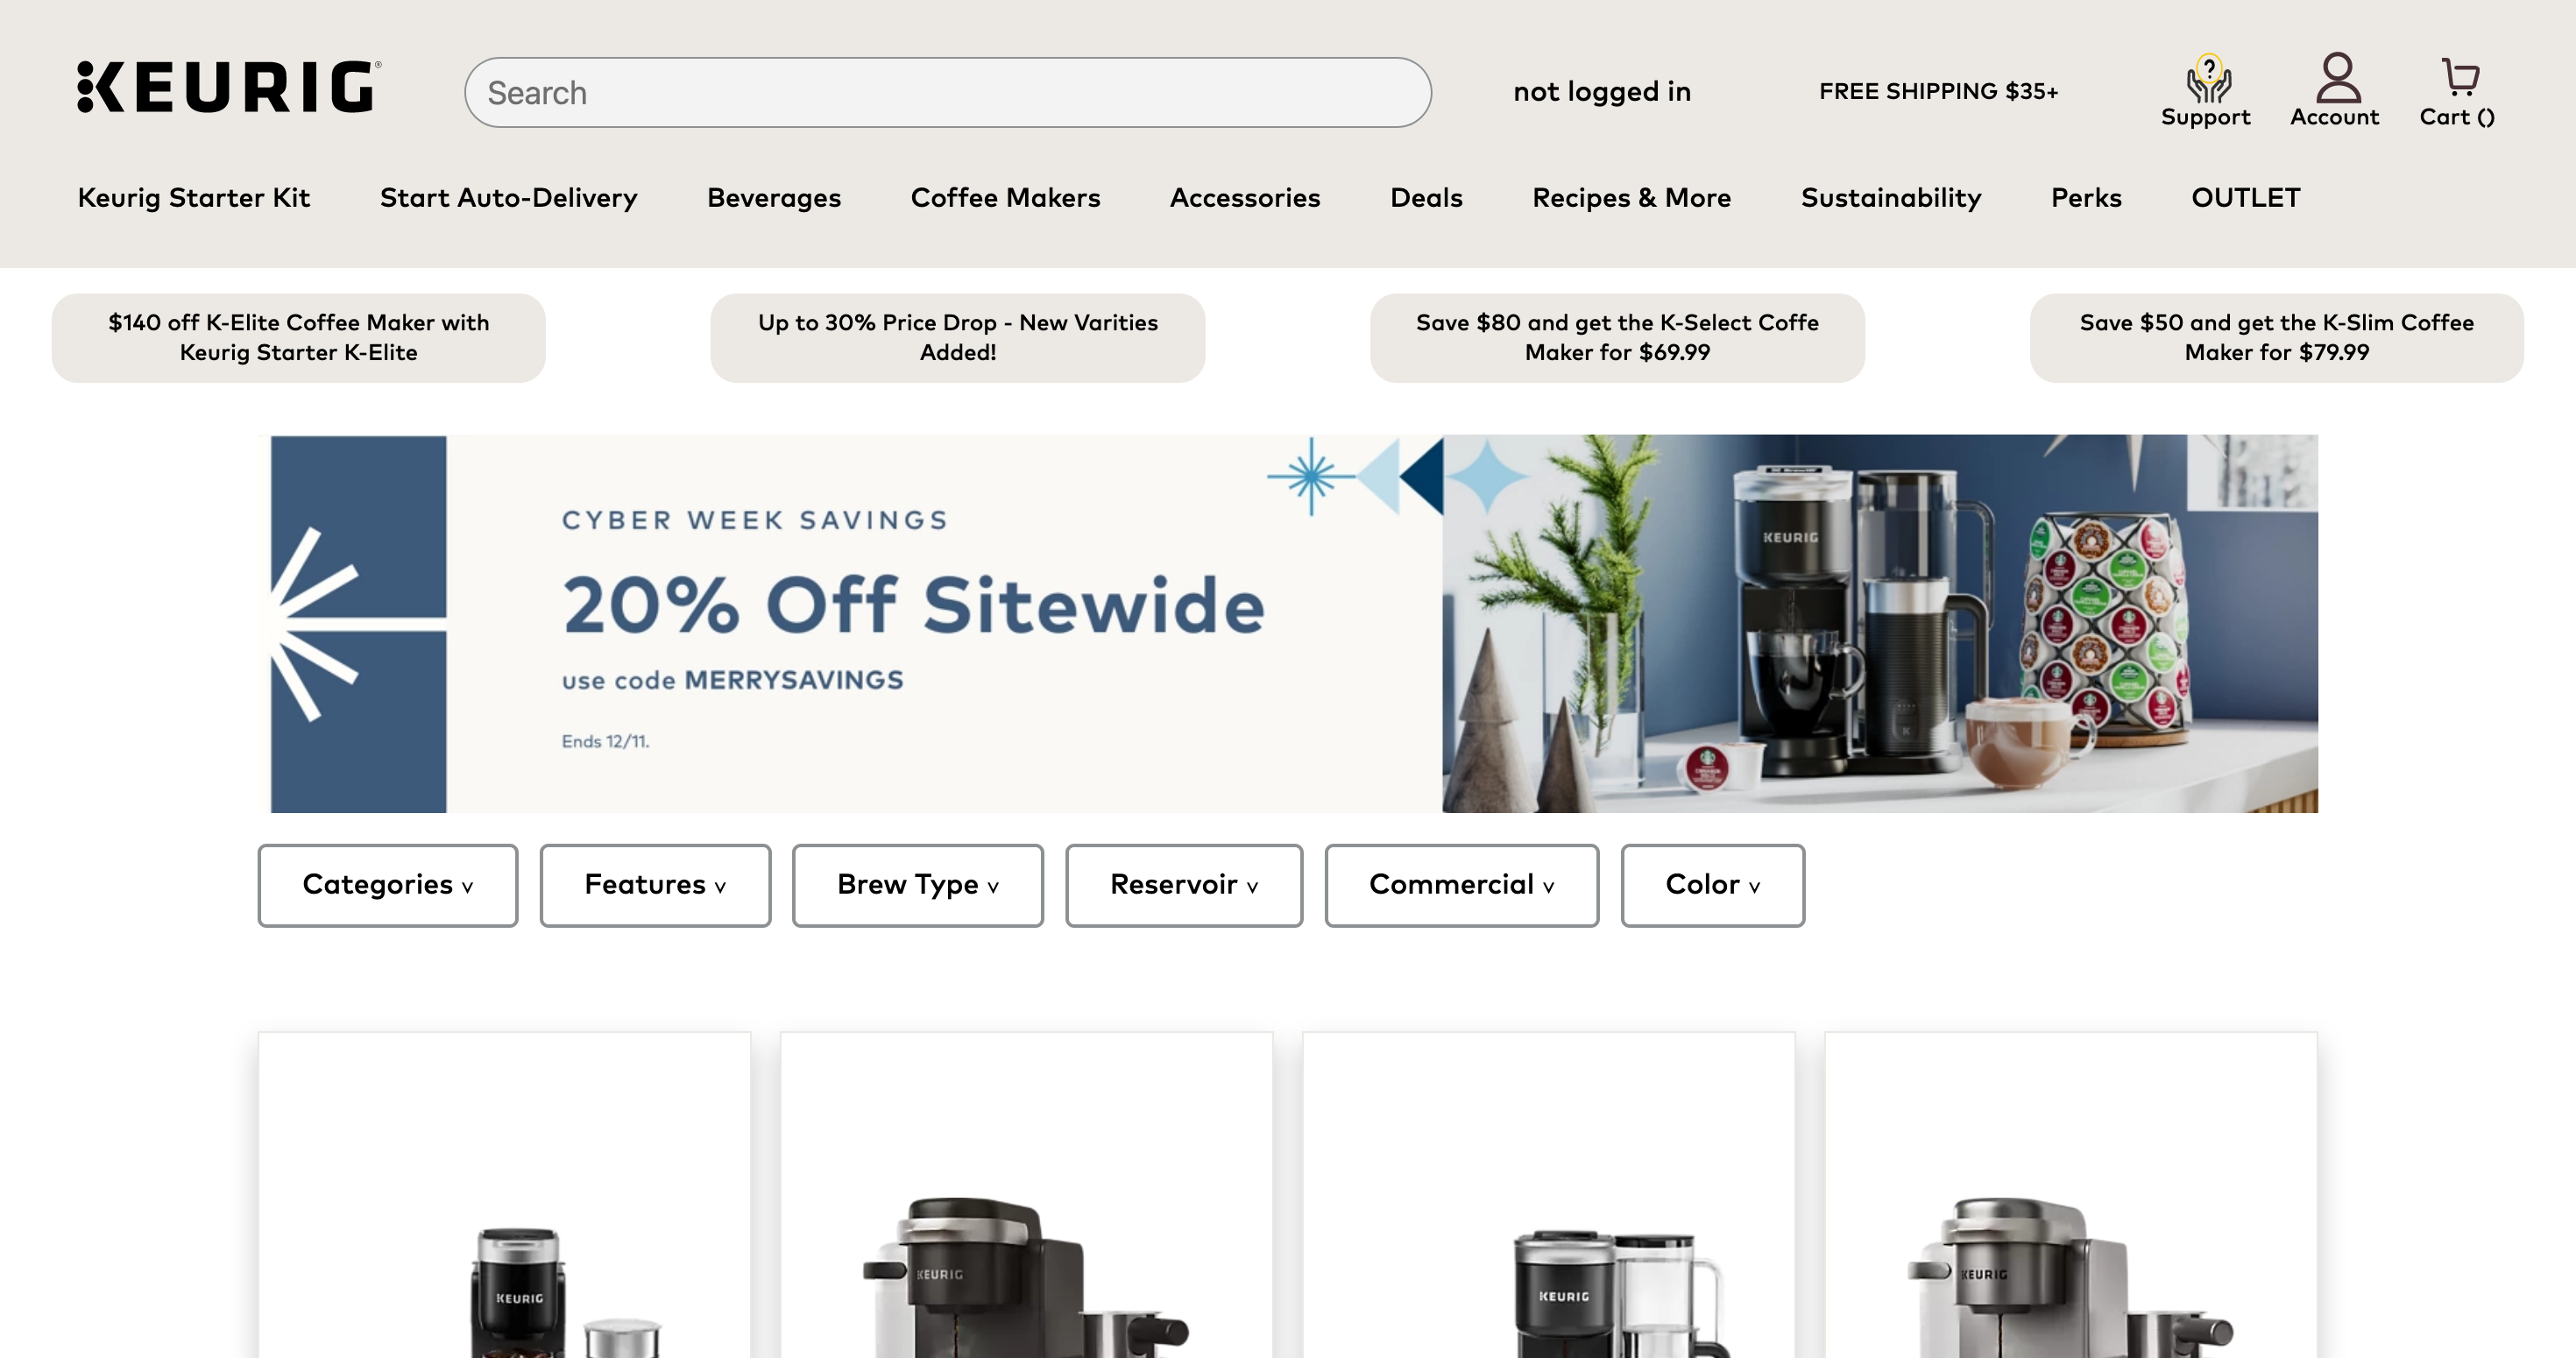 KEURIG®
Search
not logged in
FREE SHIPPING $35+
?
Support
Account
Cart ()
Keurig Starter Kit
Start Auto-Delivery
Beverages
Coffee Makers
Accessories
Deals
Recipes & More
Sustainability
Perks
OUTLET
$140 off K-Elite Coffee Maker with
Keurig Starter K-Elite
Up to 30% Price Drop - New Varities
Added!
Save $80 and get the K-Select Coffe
Maker for $69.99
Save $50 and get the K-Slim Coffee
Maker for $79.99
CYBER WEEK SAVINGS
20% Off Sitewide
use code MERRYSAVINGS
Ends 12/11.
KEURIG
Categories v
Features v
Brew Type v
Reservoir v
Commercial v
Color v
KEURIG
KEURIG
KEURIG
KEURIG